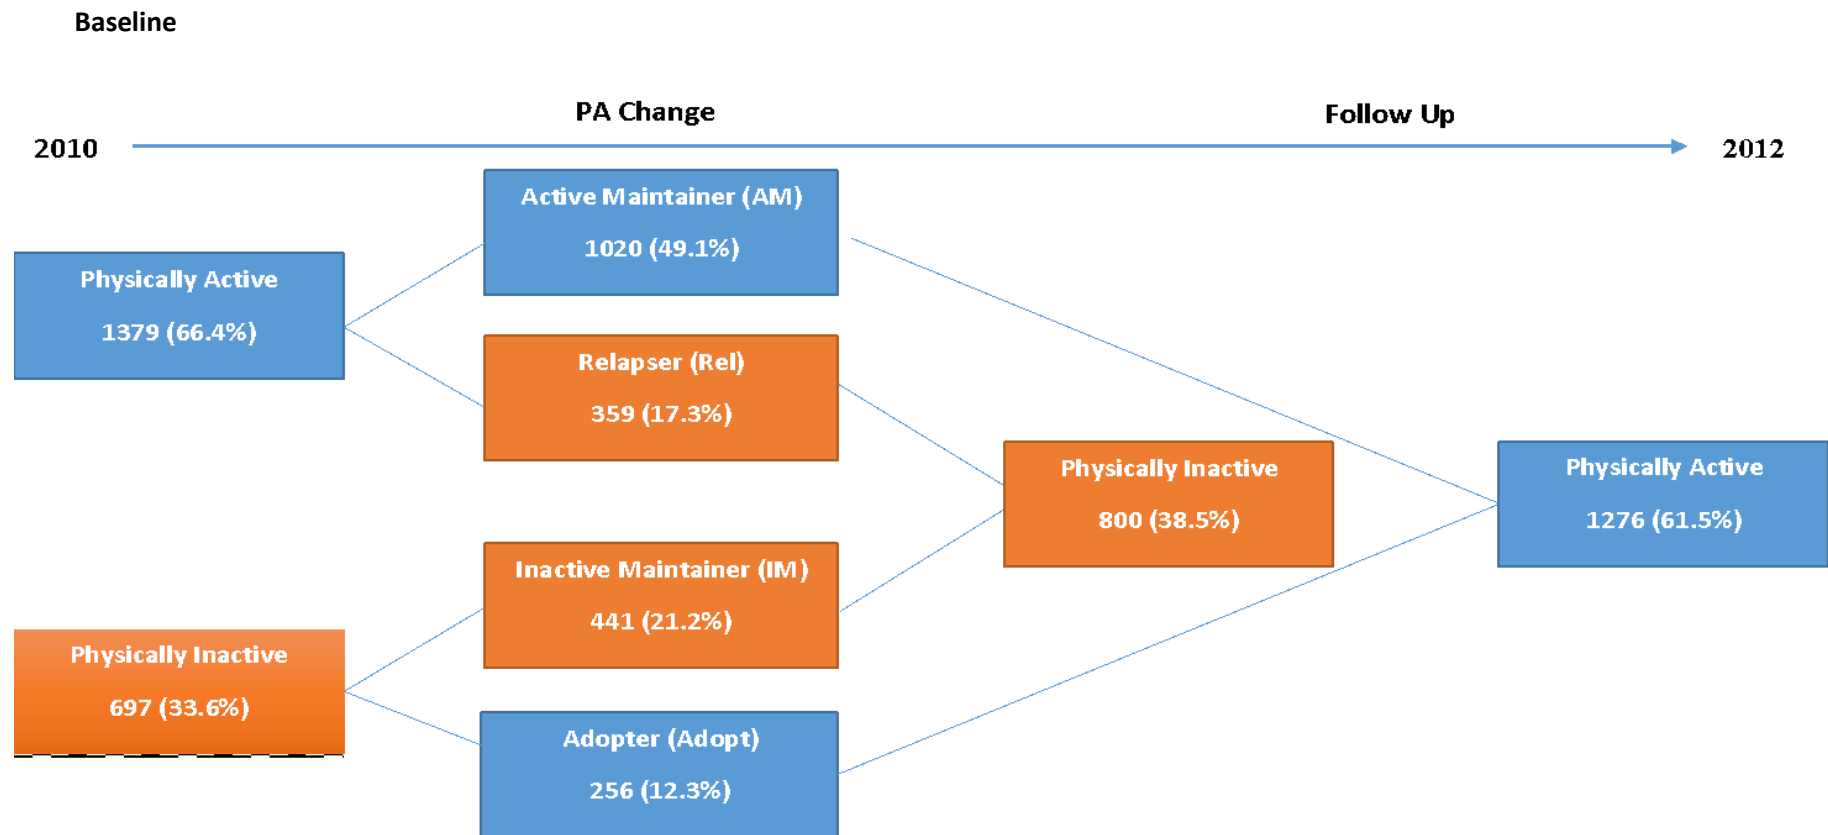 Baseline
PA Change
Follow Up
2010
2012
Physically Active
1379 (66.4%)
Active Maintainer (AM)
1020 (49.1%)
Relapser (Rel)
359 (17.3%)
Physically Inactive
697 (33.6%)
Inactive Maintainer (IM)
441 (21.2%)
Adopter (Adopt)
256 (12.3%)
Physically Inactive
800 (38.5%)
Physically Active
1276 (61.5%)